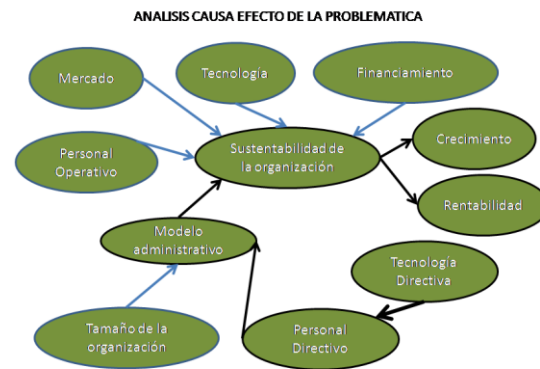 ANALISIS CAUSA EFECTO DE LA PROBLEMATICA
Mercado
Tecnología
Financiamiento
Personal
Operativo
Sustentabilidad de
la organización
Crecimiento
Rentabilidad
Modelo
administrativo
Tecnología
Directiva
Tamaño de la
organización
Personal
Directivo